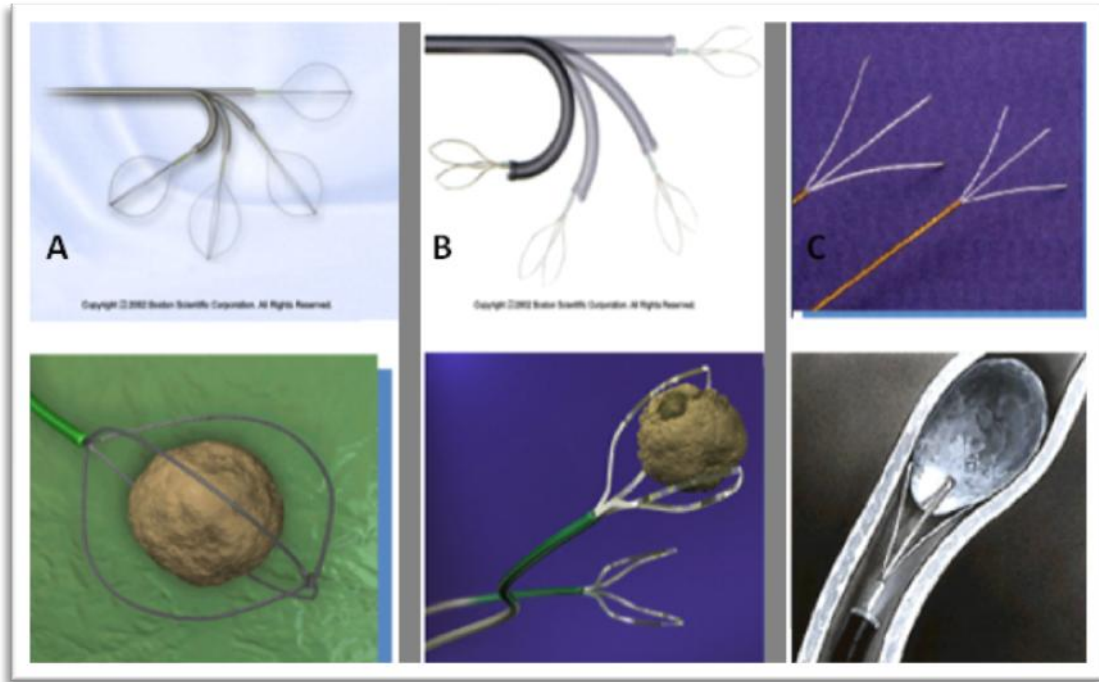 A
B
C
Copyright 2002 Boston Scientific Corporation. All Rights Reserved.
Copyright 2002 Boston Scientific Corporation. All Rights Reserved.